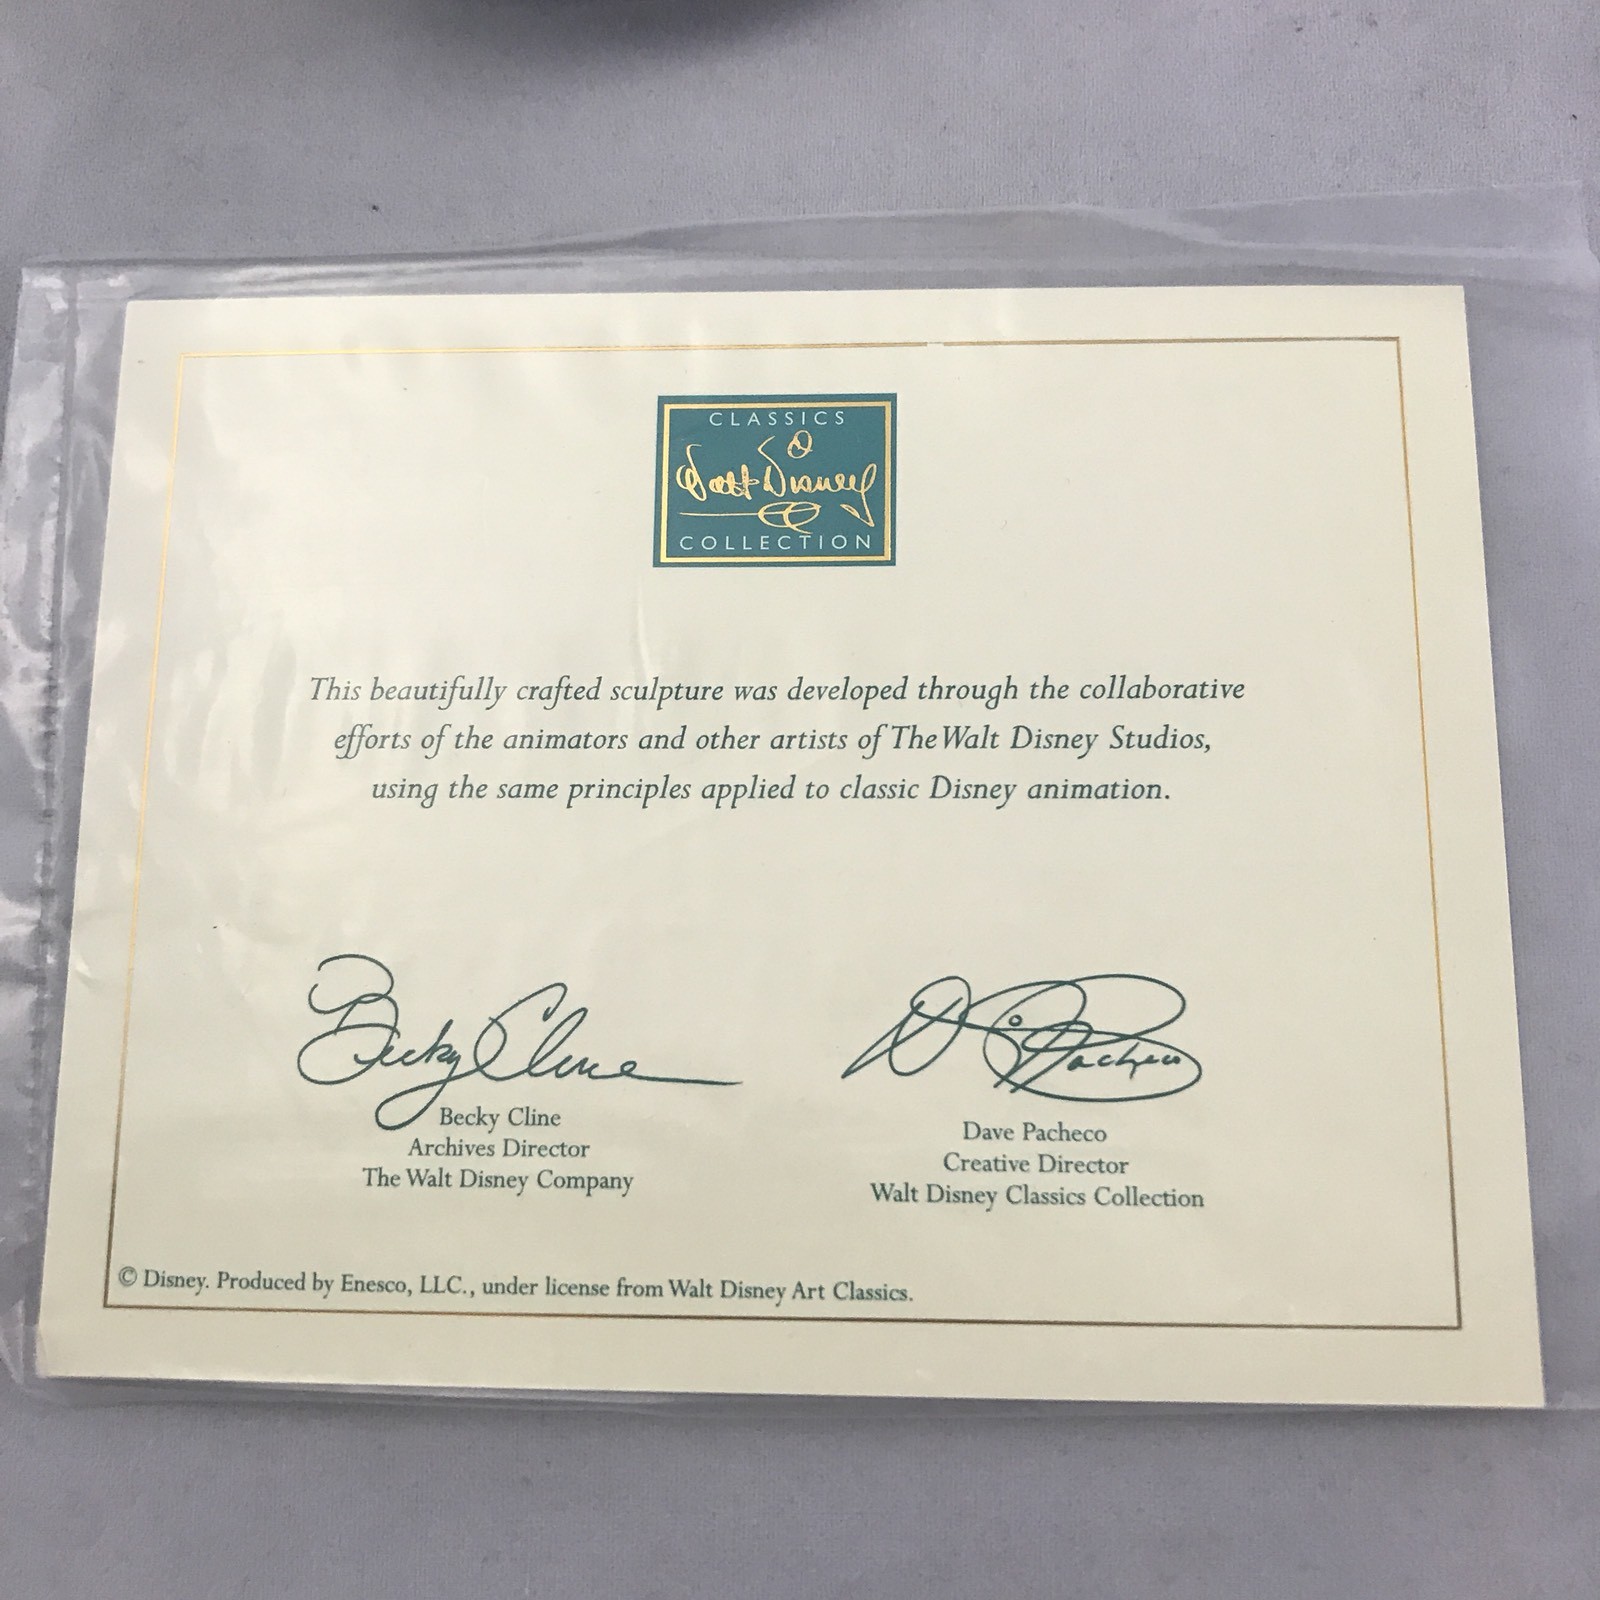 CLASSICS
Walt Disney
COLLECTION
This beautifully crafted sculpture was developed through the collaborative
efforts of the animators and other artists of The Walt Disney Studios,
using the same principles applied to classic Disney animation.
Becky Cline
D Pacheco
Becky Cline
Archives Director
The Walt Disney Company
Dave Pacheco
Creative Director
Walt Disney Classics Collection
© Disney. Produced by Enesco, LLC., under license from Walt Disney Art Classics.